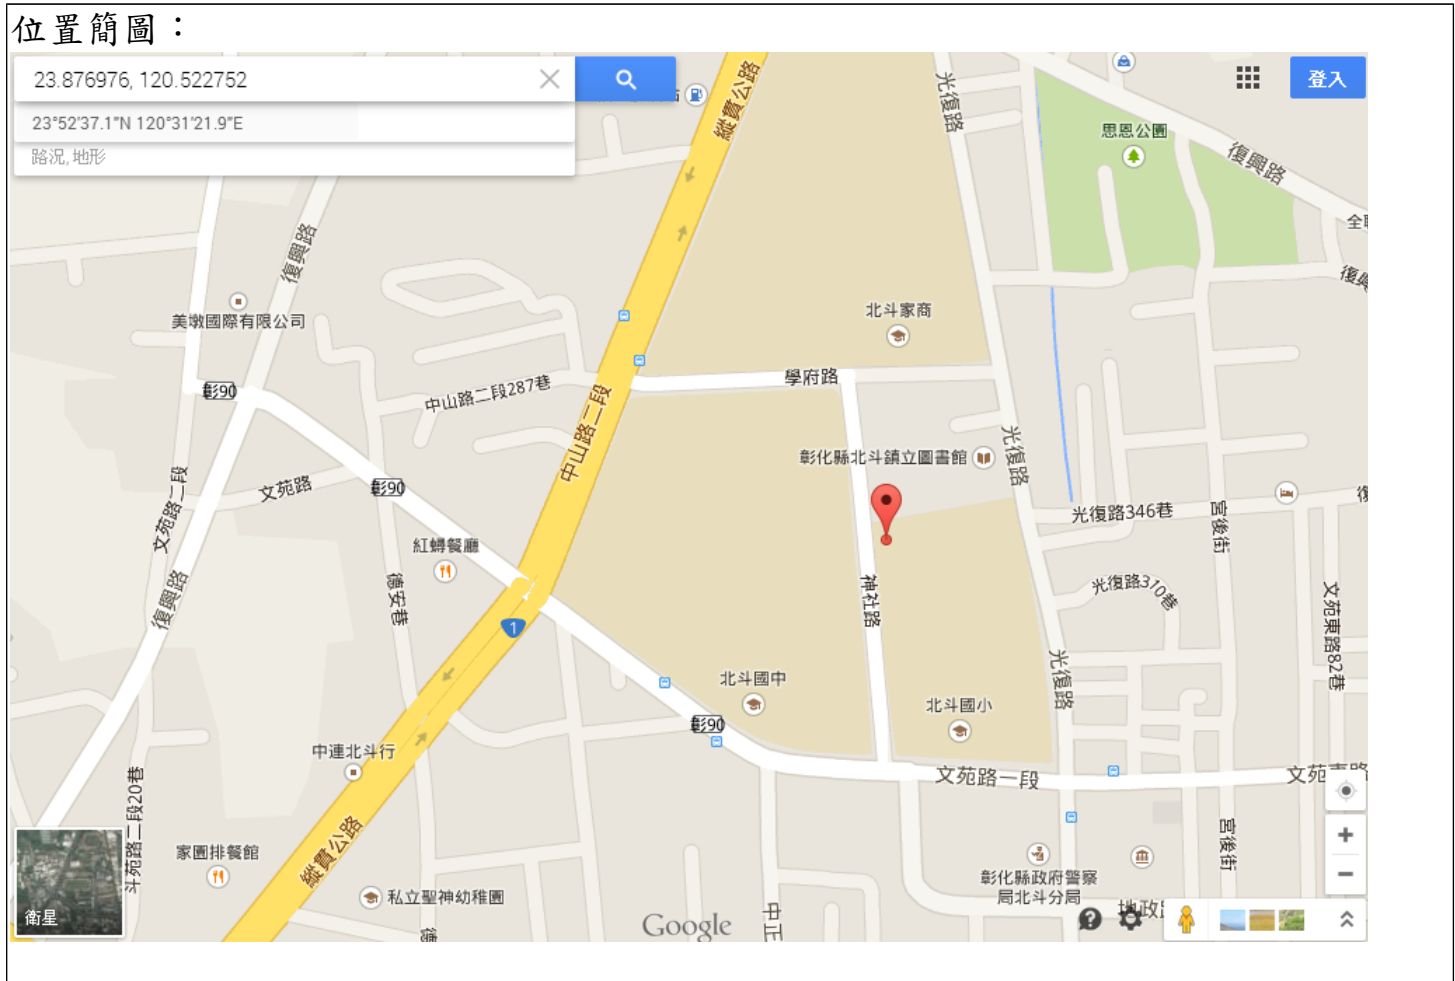 位置簡圖：
23.876976, 120.522752
登入
23°52'37.1"N 120°31'21.9"E
路況, 地形
縱貫公路
光復路
思恩公園
復興路
復興路
美墩國際有限公司
北斗家商
彰90
中山路二段287巷
學府路
中山路二段
光復路
彰化縣北斗鎮立圖書館
文苑路二段
文苑路
彰90
光復路346巷
宮後街
紅蟳餐廳
德安巷
復興路
神社路
光復路310巷
文苑東路82巷
1
北斗國中
北斗國小
光復路
彰90
中連北斗行
文苑路一段
斗苑路二段20巷
縱貫公路
家園排餐館
宮後街
彰化縣政府警察
局北斗分局
私立聖神幼稚園
衛星
Google
中正